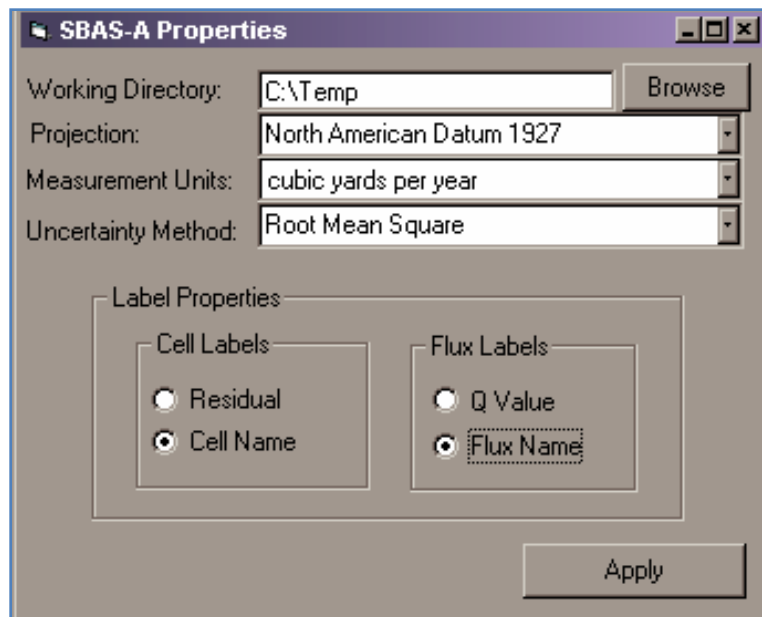 SBAS-A Properties
Working Directory: C:\Temp Browse
Projection: North American Datum 1927
Measurement Units: cubic yards per year
Uncertainty Method: Root Mean Square
Label Properties
Cell Labels
Residual
Cell Name
Flux Labels
Q Value
Flux Name
Apply